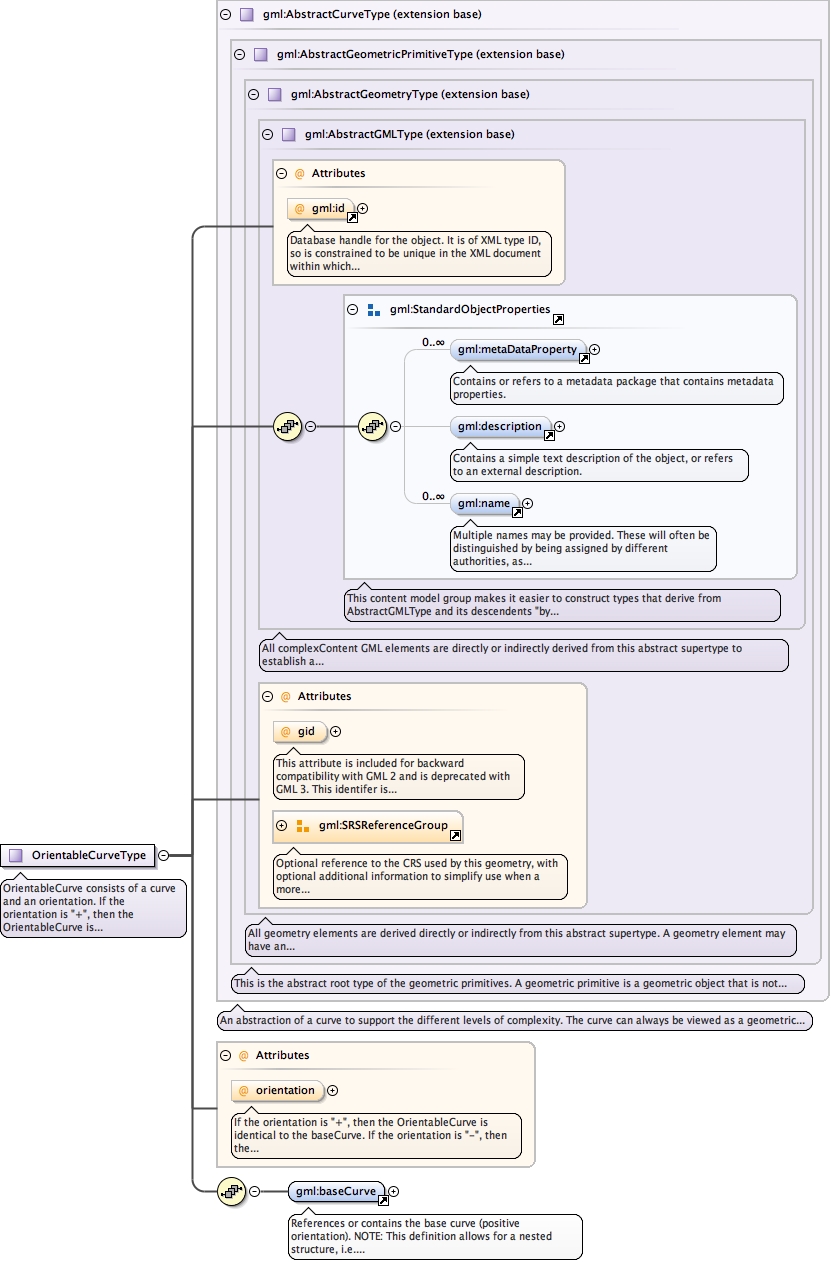 gml:AbstractCurveType (extension base)
gml:AbstractGeometricPrimitiveType (extension base)
gml:AbstractGeometryType (extension base)
gml:AbstractGMLType (extension base)
@ Attributes
@ gml:id
Database handle for the object. It is of XML type ID,
so is constrained to be unique in the XML document
within which...
gml:StandardObjectProperties
0..∞
gml:metaDataProperty
Contains or refers to a metadata package that contains metadata
properties.
gml:description
Contains a simple text description of the object, or refers
to an external description.
0..∞
gml:name
Multiple names may be provided. These will often be
distinguished by being assigned by different
authorities, as...
This content model group makes it easier to construct types that derive from
AbstractGMLType and its descendents "by...
All complexContent GML elements are directly or indirectly derived from this abstract supertype to
establish a...
@ Attributes
@ gid
This attribute is included for backward
compatibility with GML 2 and is deprecated with
GML 3. This identifer is...
gml:SRSReferenceGroup
Optional reference to the CRS used by this geometry, with
optional additional information to simplify use when a
more...
OrientableCurveType
OrientableCurve consists of a curve
and an orientation. If the
orientation is "+", then the
OrientableCurve is...
All geometry elements are derived directly or indirectly from this abstract supertype. A geometry element may
have an...
This is the abstract root type of the geometric primitives. A geometric primitive is a geometric object that is not...
An abstraction of a curve to support the different levels of complexity. The curve can always be viewed as a geometric...
@ Attributes
@ orientation
If the orientation is "+", then the OrientableCurve is
identical to the baseCurve. If the orientation is "-", then
the...
gml:baseCurve
References or contains the base curve (positive
orientation). NOTE: This definition allows for a nested
structure, i.e....